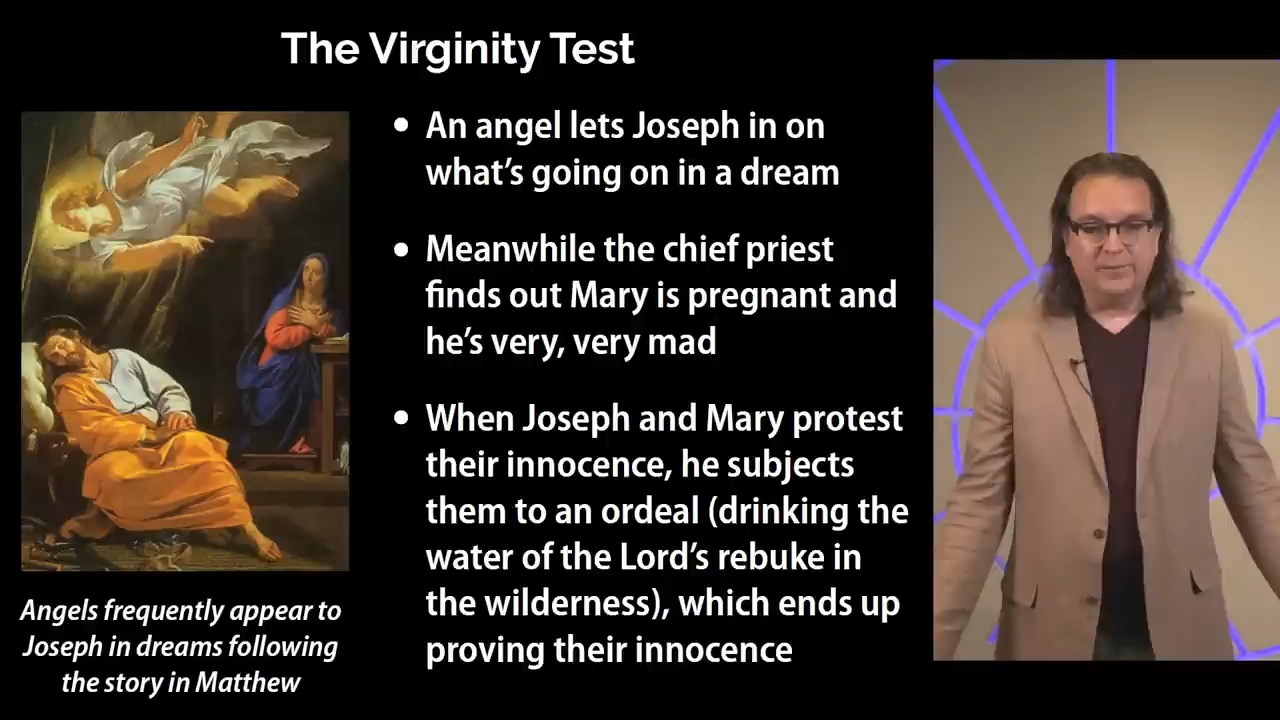 The Virginity Test
• An angel lets Joseph in on
what's going on in a dream
• Meanwhile the chief priest
finds out Mary is pregnant and
he's very, very mad
• When Joseph and Mary protest
their innocence, he subjects
them to an ordeal (drinking the
water of the Lord's rebuke in
the wilderness), which ends up
proving their innocence
Angels frequently appear to
Joseph in dreams following
the story in Matthew